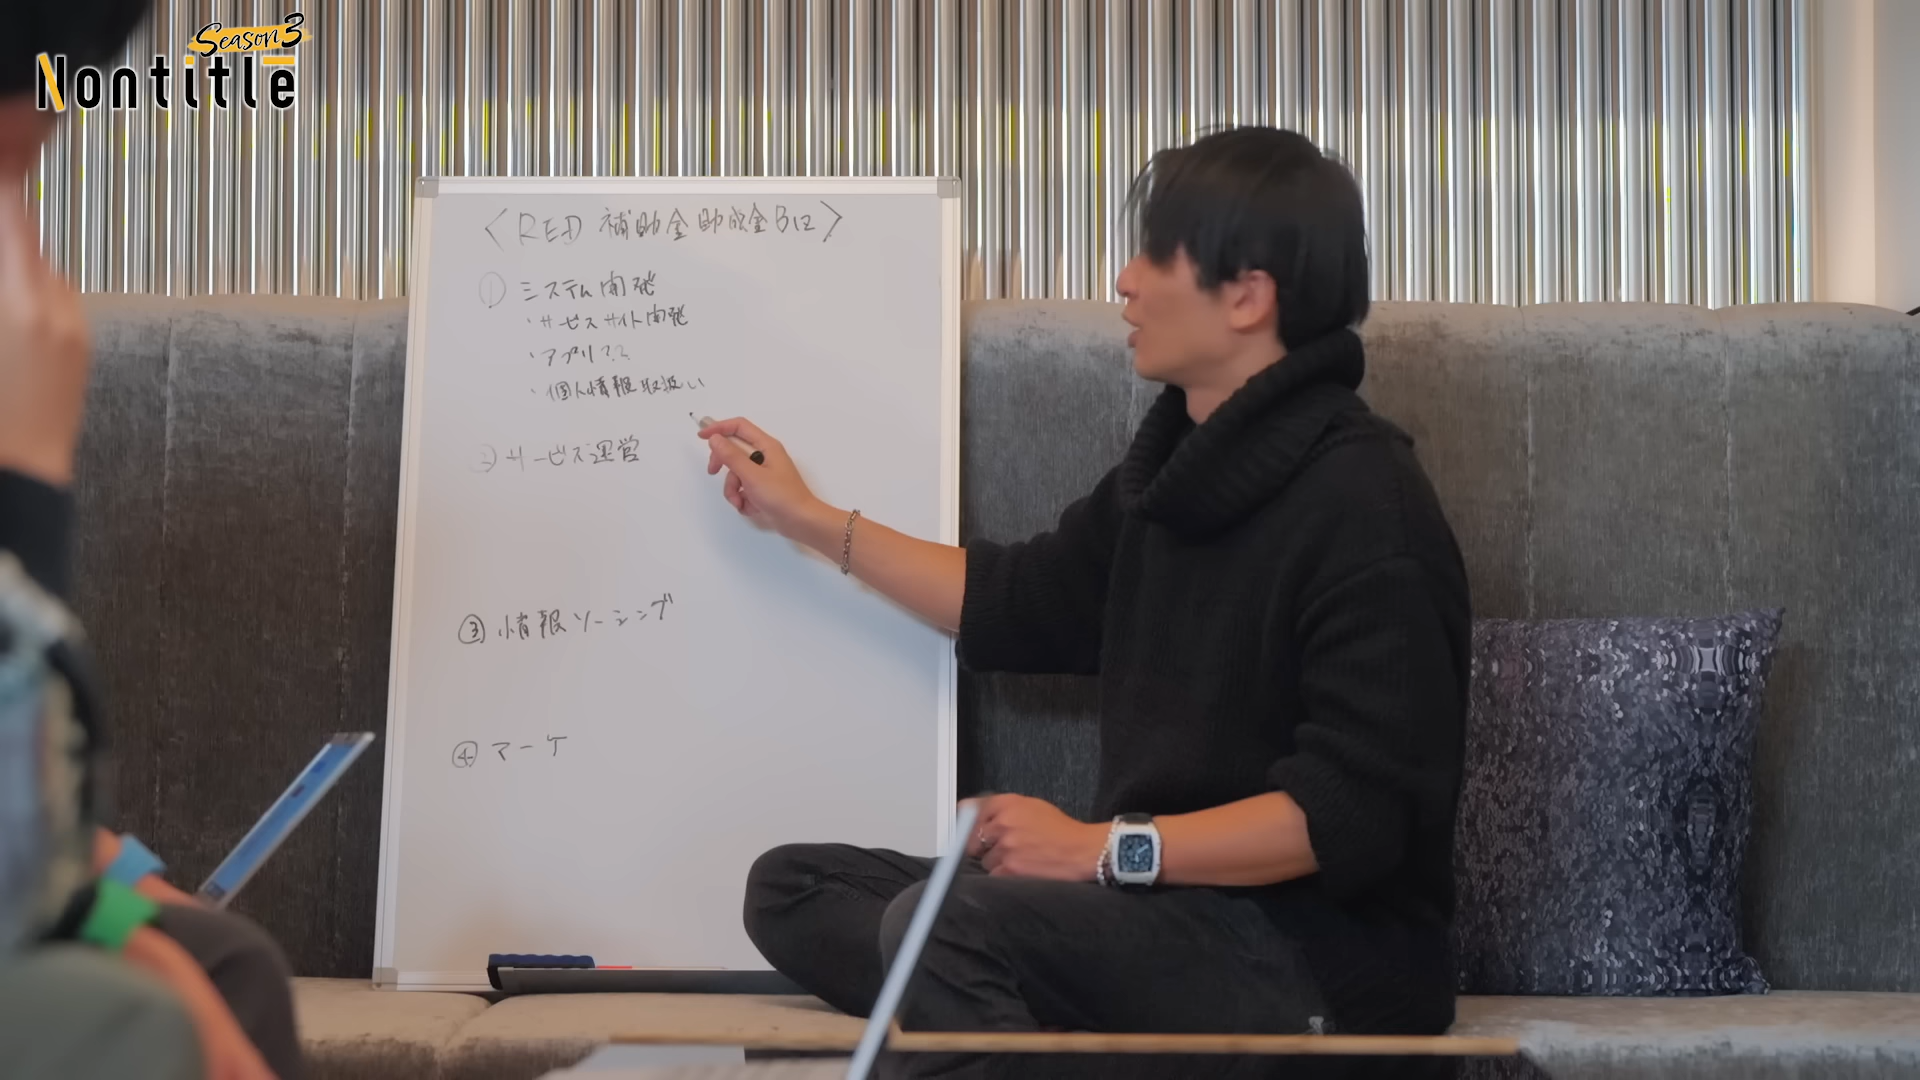 Season3
Nontitle
〈RED 補助金助成金Biz〉
① システム開発
・サービスサイト開発
・アプリ??
・個人情報取扱い
② サービス運営
③ 情報ソーシング
④ マーケ